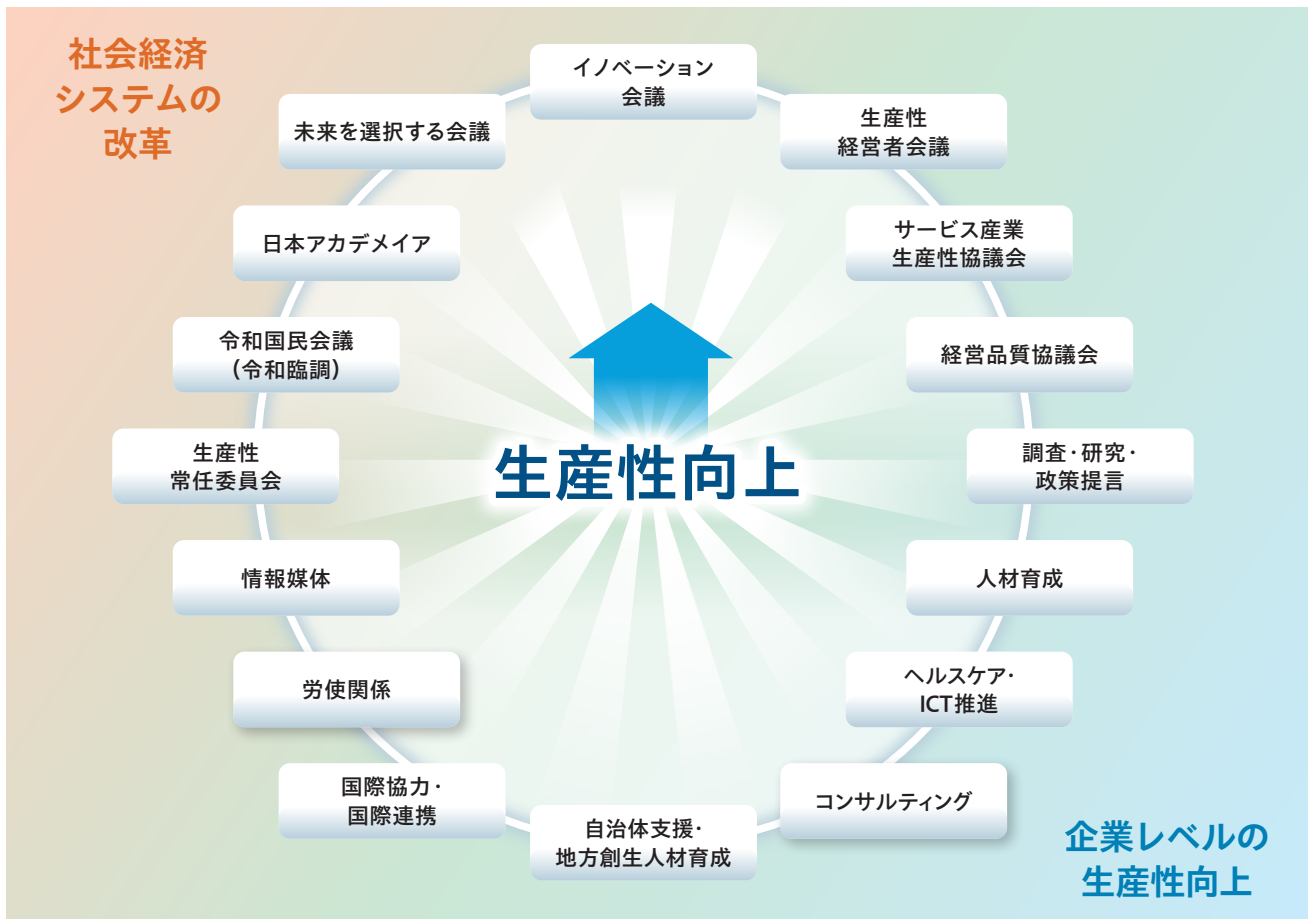 社会経済
システムの
改革
イノベーション
会議
未来を選択する会議
生産性
経営者会議
日本アカデメイア
サービス産業
生産性協議会
令和国民会議
(令和臨調)
経営品質協議会
生産性
常任委員会
調査・研究・
政策提言
生産性向上
情報媒体
人材育成
労使関係
ヘルスケア・
ICT推進
国際協力・
国際連携
コンサルティング
自治体支援・
地方創生人材育成
企業レベルの
生産性向上